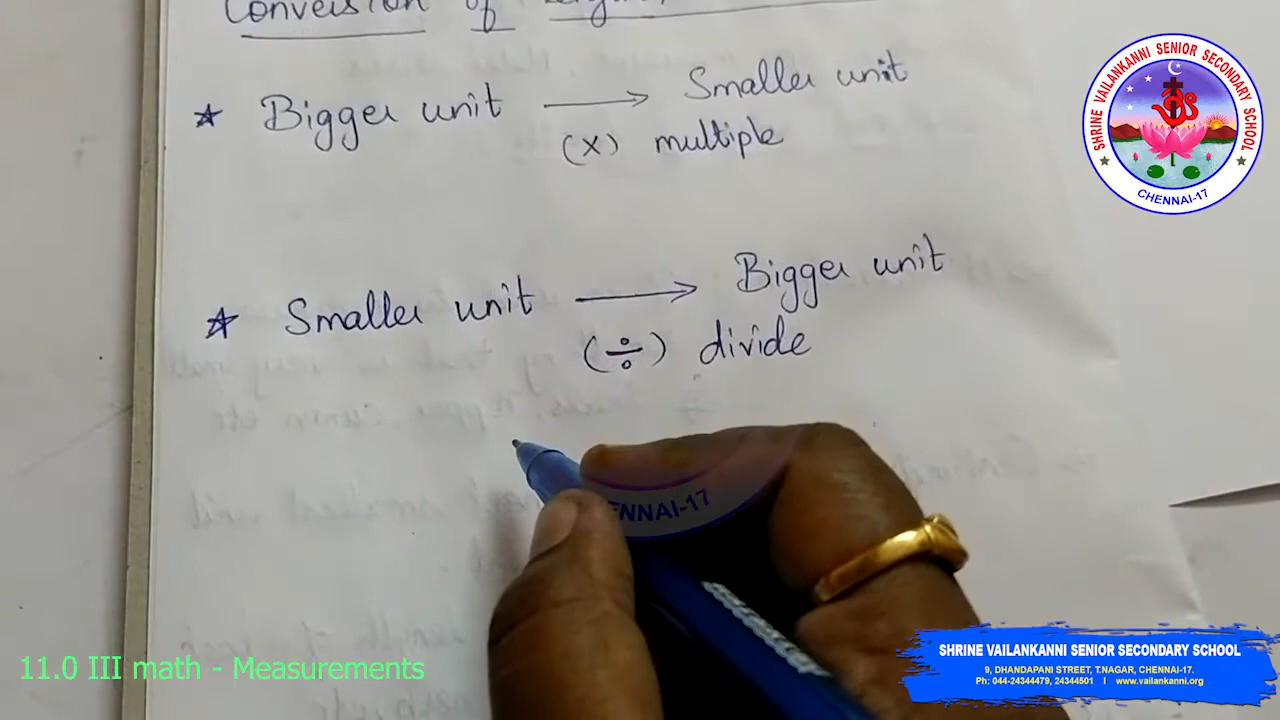 Conversion of
★ Bigger unit → Smaller unit
(x) multiple
★ Smaller unit → Bigger unit
(÷) divide
SHRINE VAILANKANNI SENIOR SECONDARY SCHOOL
CHENNAI-17
ENNAI-17
11.0 III math - Measurements
SHRINE VAILANKANNI SENIOR SECONDARY SCHOOL
9, DHANDAPANI STREET, T.NAGAR, CHENNAI-17.
Ph: 044-24344479, 24344501 I www.vailankanni.org